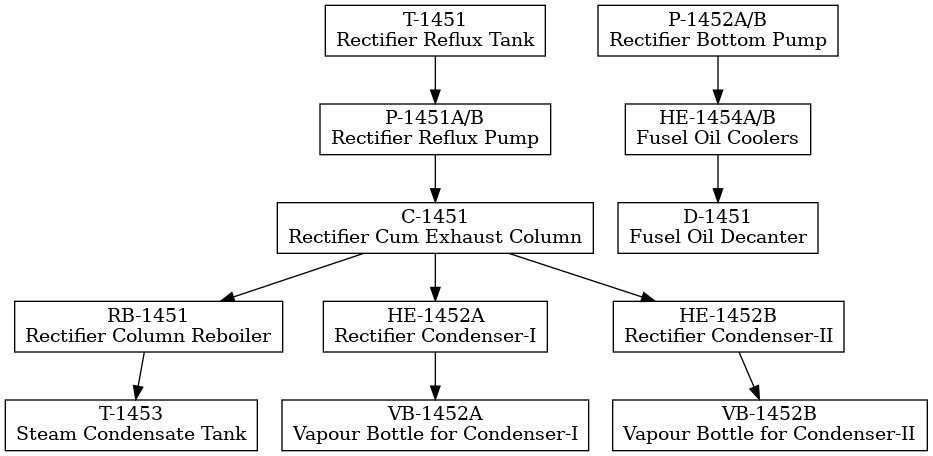 T-1451
Rectifier Reflux Tank
P-1452A/B
Rectifier Bottom Pump
P-1451A/B
Rectifier Reflux Pump
HE-1454A/B
Fusel Oil Coolers
C-1451
Rectifier Cum Exhaust Column
D-1451
Fusel Oil Decanter
RB-1451
Rectifier Column Reboiler
HE-1452A
Rectifier Condenser-I
HE-1452B
Rectifier Condenser-II
T-1453
Steam Condensate Tank
VB-1452A
Vapour Bottle for Condenser-I
VB-1452B
Vapour Bottle for Condenser-II